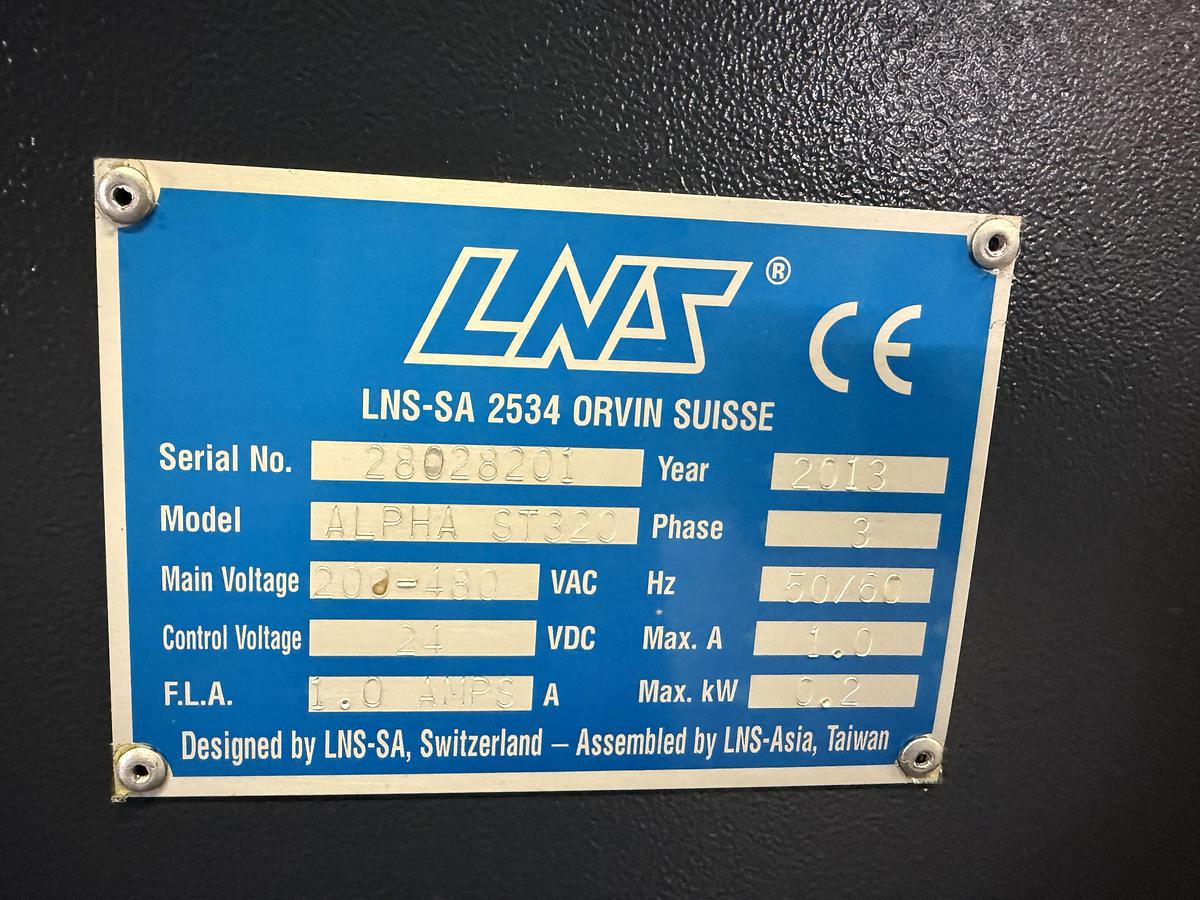 LNS®
CE
LNS-SA 2534 ORVIN SUISSE
Serial No. 28028201 Year 2013
Model ALPHA ST320 Phase 3
Main Voltage 200-480 VAC Hz 50/60
Control Voltage 24 VDC Max. A 1.0
F.L.A. 1.0 AMPS A Max. kW 0.2
Designed by LNS-SA, Switzerland – Assembled by LNS-Asia, Taiwan